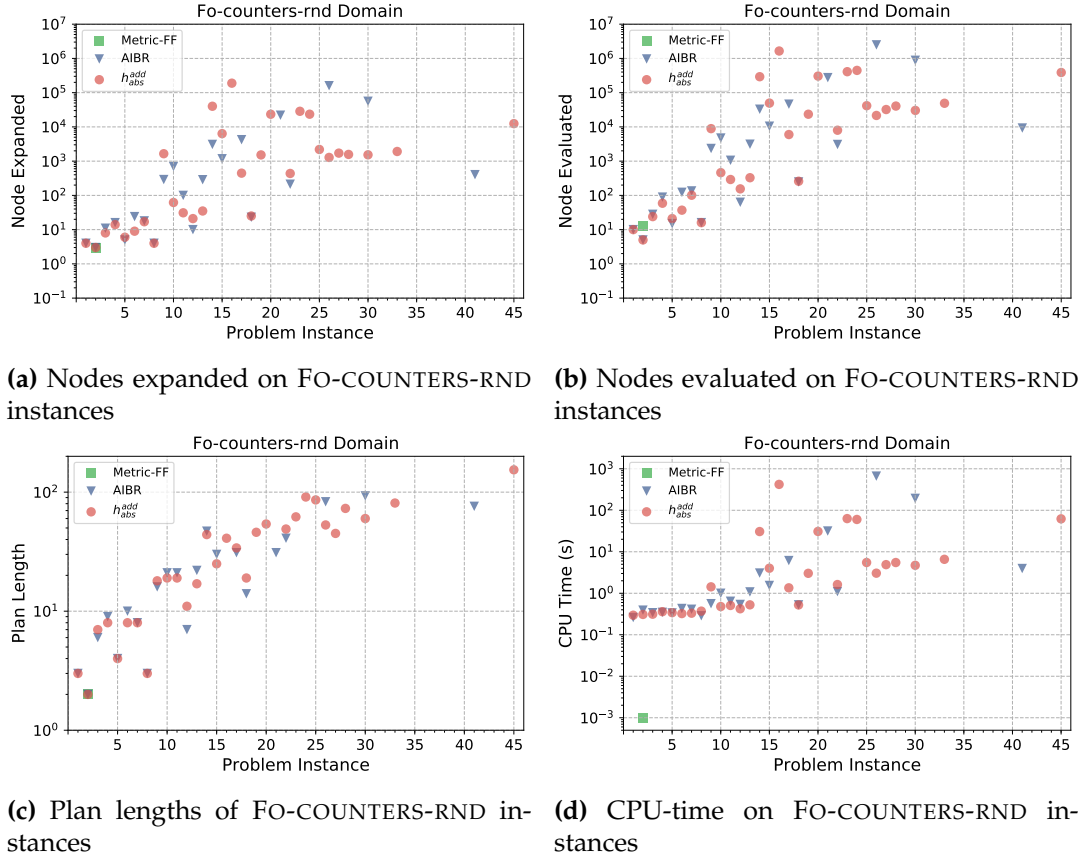 Fo-counters-rnd Domain
Metric-FF
AIBR
h_abs^add
Node Expanded
10^7
10^6
10^5
10^4
10^3
10^2
10^1
10^0
10^−1
5 10 15 20 25 30 35 40 45
Problem Instance
Fo-counters-rnd Domain
Metric-FF
AIBR
h_abs^add
Node Evaluated
10^7
10^6
10^5
10^4
10^3
10^2
10^1
10^0
10^−1
5 10 15 20 25 30 35 40 45
Problem Instance
(a) Nodes expanded on FO-COUNTERS-RND
instances
(b) Nodes evaluated on FO-COUNTERS-RND
instances
Fo-counters-rnd Domain
Metric-FF
AIBR
h_abs^add
Plan Length
10^2
10^1
10^0
5 10 15 20 25 30 35 40 45
Problem Instance
Fo-counters-rnd Domain
Metric-FF
AIBR
h_abs^add
CPU Time (s)
10^3
10^2
10^1
10^0
10^−1
10^−2
10^−3
5 10 15 20 25 30 35 40 45
Problem Instance
(c) Plan lengths of FO-COUNTERS-RND in-
stances
(d) CPU-time on FO-COUNTERS-RND in-
stances